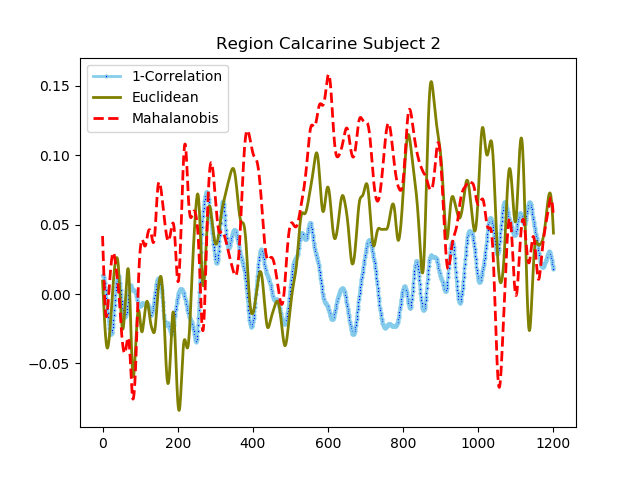 Region Calcarine Subject 2
1-Correlation
Euclidean
Mahalanobis
0.15
0.10
0.05
0.00
−0.05
0 200 400 600 800 1000 1200